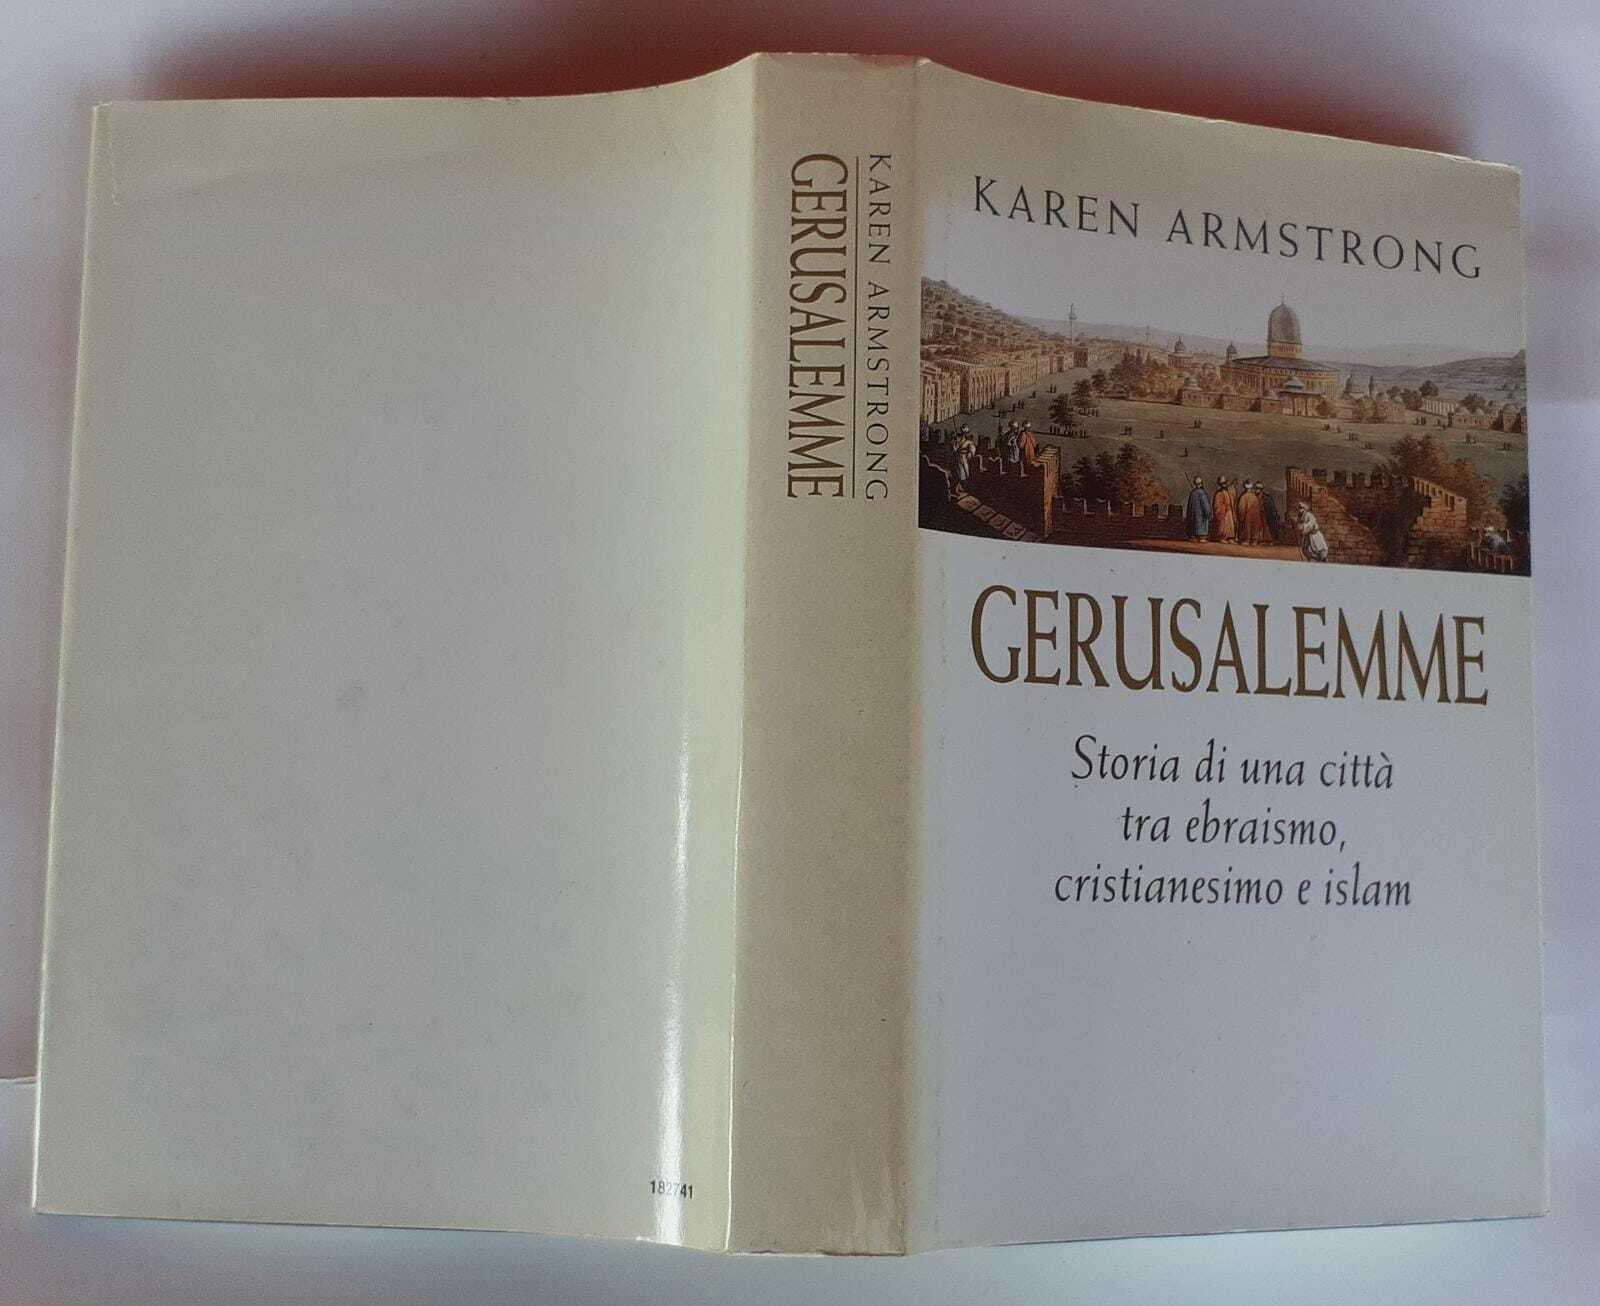 KAREN ARMSTRONG
GERUSALEMME
KAREN ARMSTRONG
GERUSALEMME
Storia di una città
tra ebraismo,
cristianesimo e islam
182741